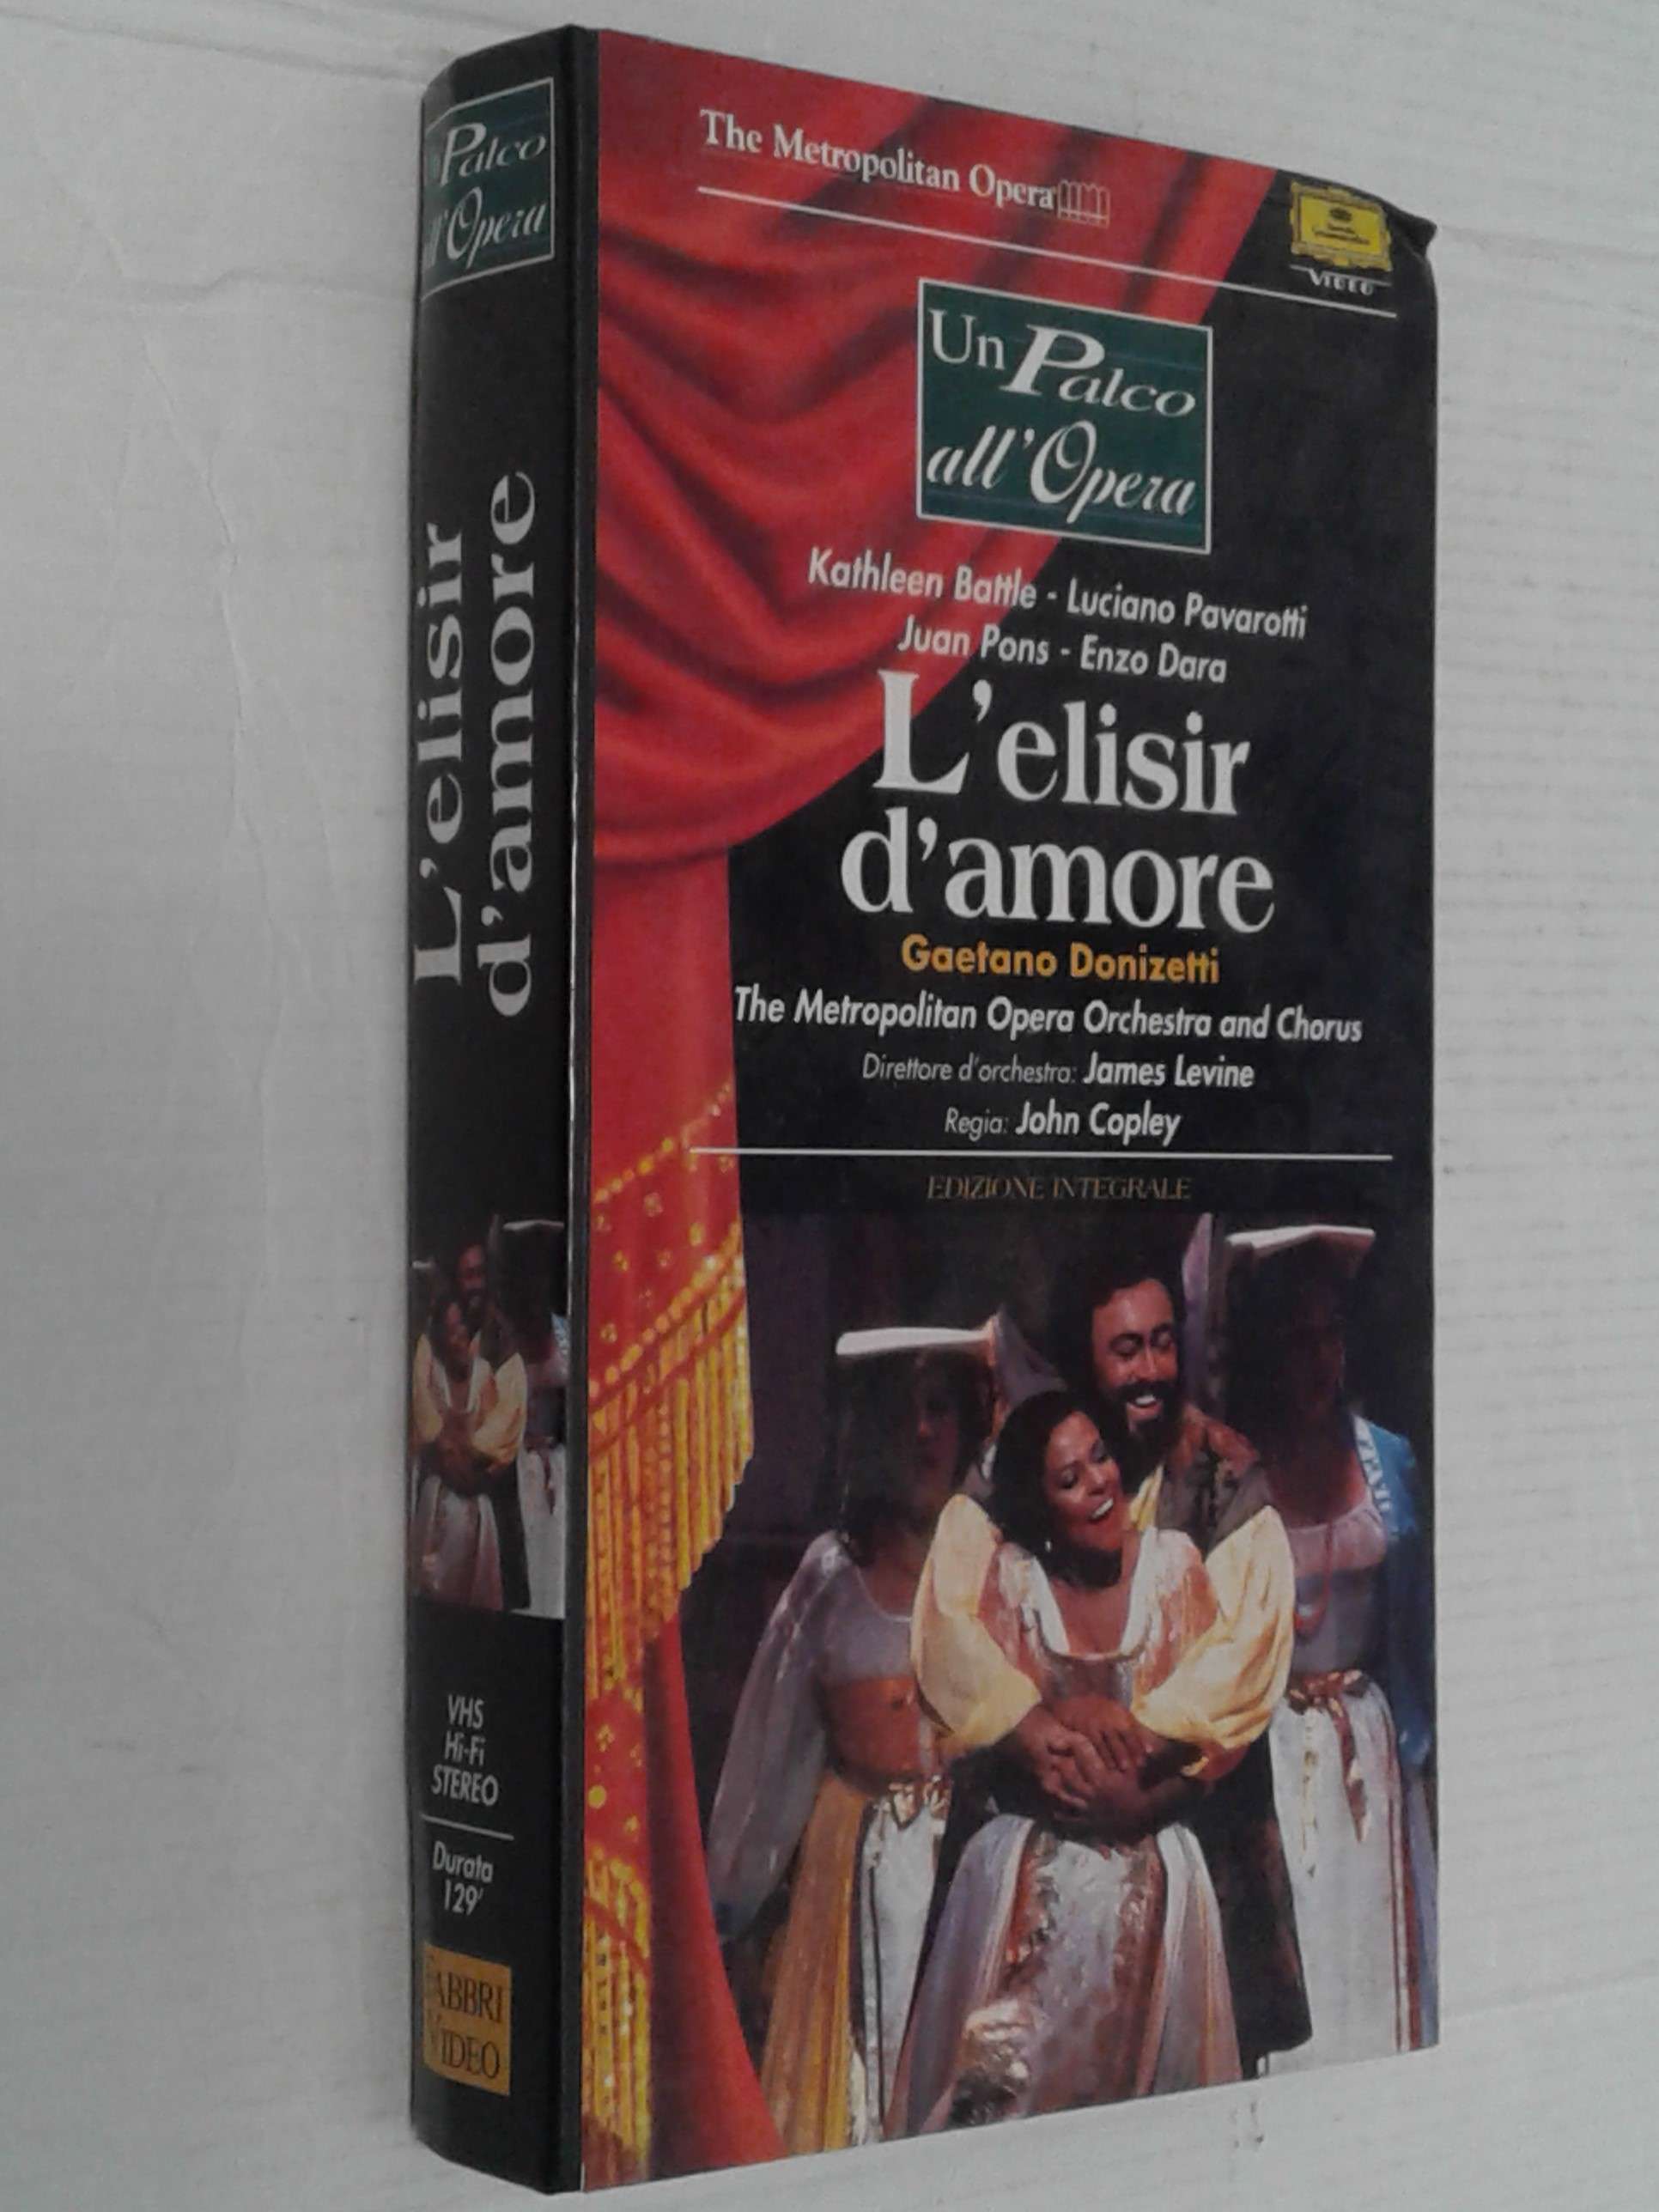 Palco
all'Opera
L'elisir
d'amore
VHS
Hi-Fi
STEREO
Durata
129'
FABBRI
VIDEO
The Metropolitan Opera
VIDEO
Un Palco
all'Opera
Kathleen Battle - Luciano Pavarotti
Juan Pons - Enzo Dara
L'elisir
d'amore
Gaetano Donizetti
The Metropolitan Opera Orchestra and Chorus
Direttore d'orchestra: James Levine
Regia: John Copley
EDIZIONE INTEGRALE